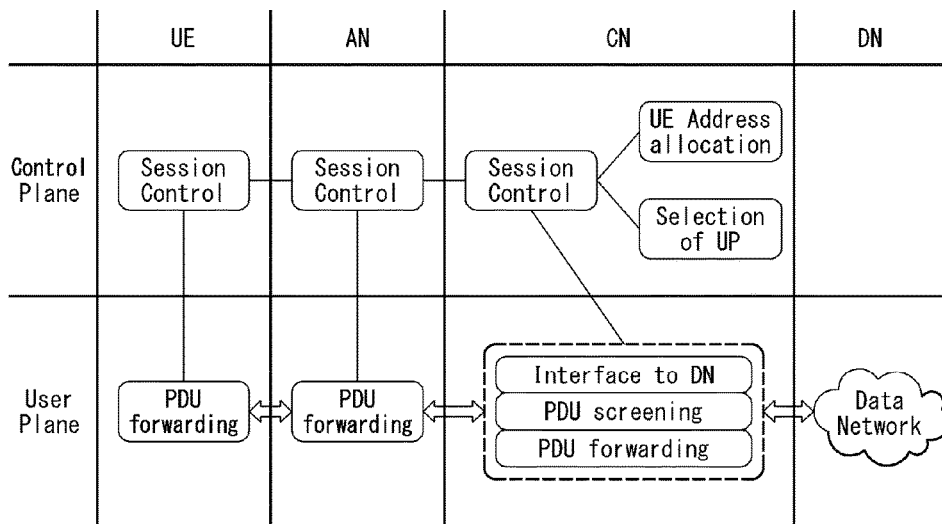 UE
AN
CN
DN
Control
Plane
Session
Control
Session
Control
Session
Control
UE Address
allocation
Selection
of UP
User
Plane
PDU
forwarding
PDU
forwarding
Interface to DN
PDU screening
PDU forwarding
Data
Network